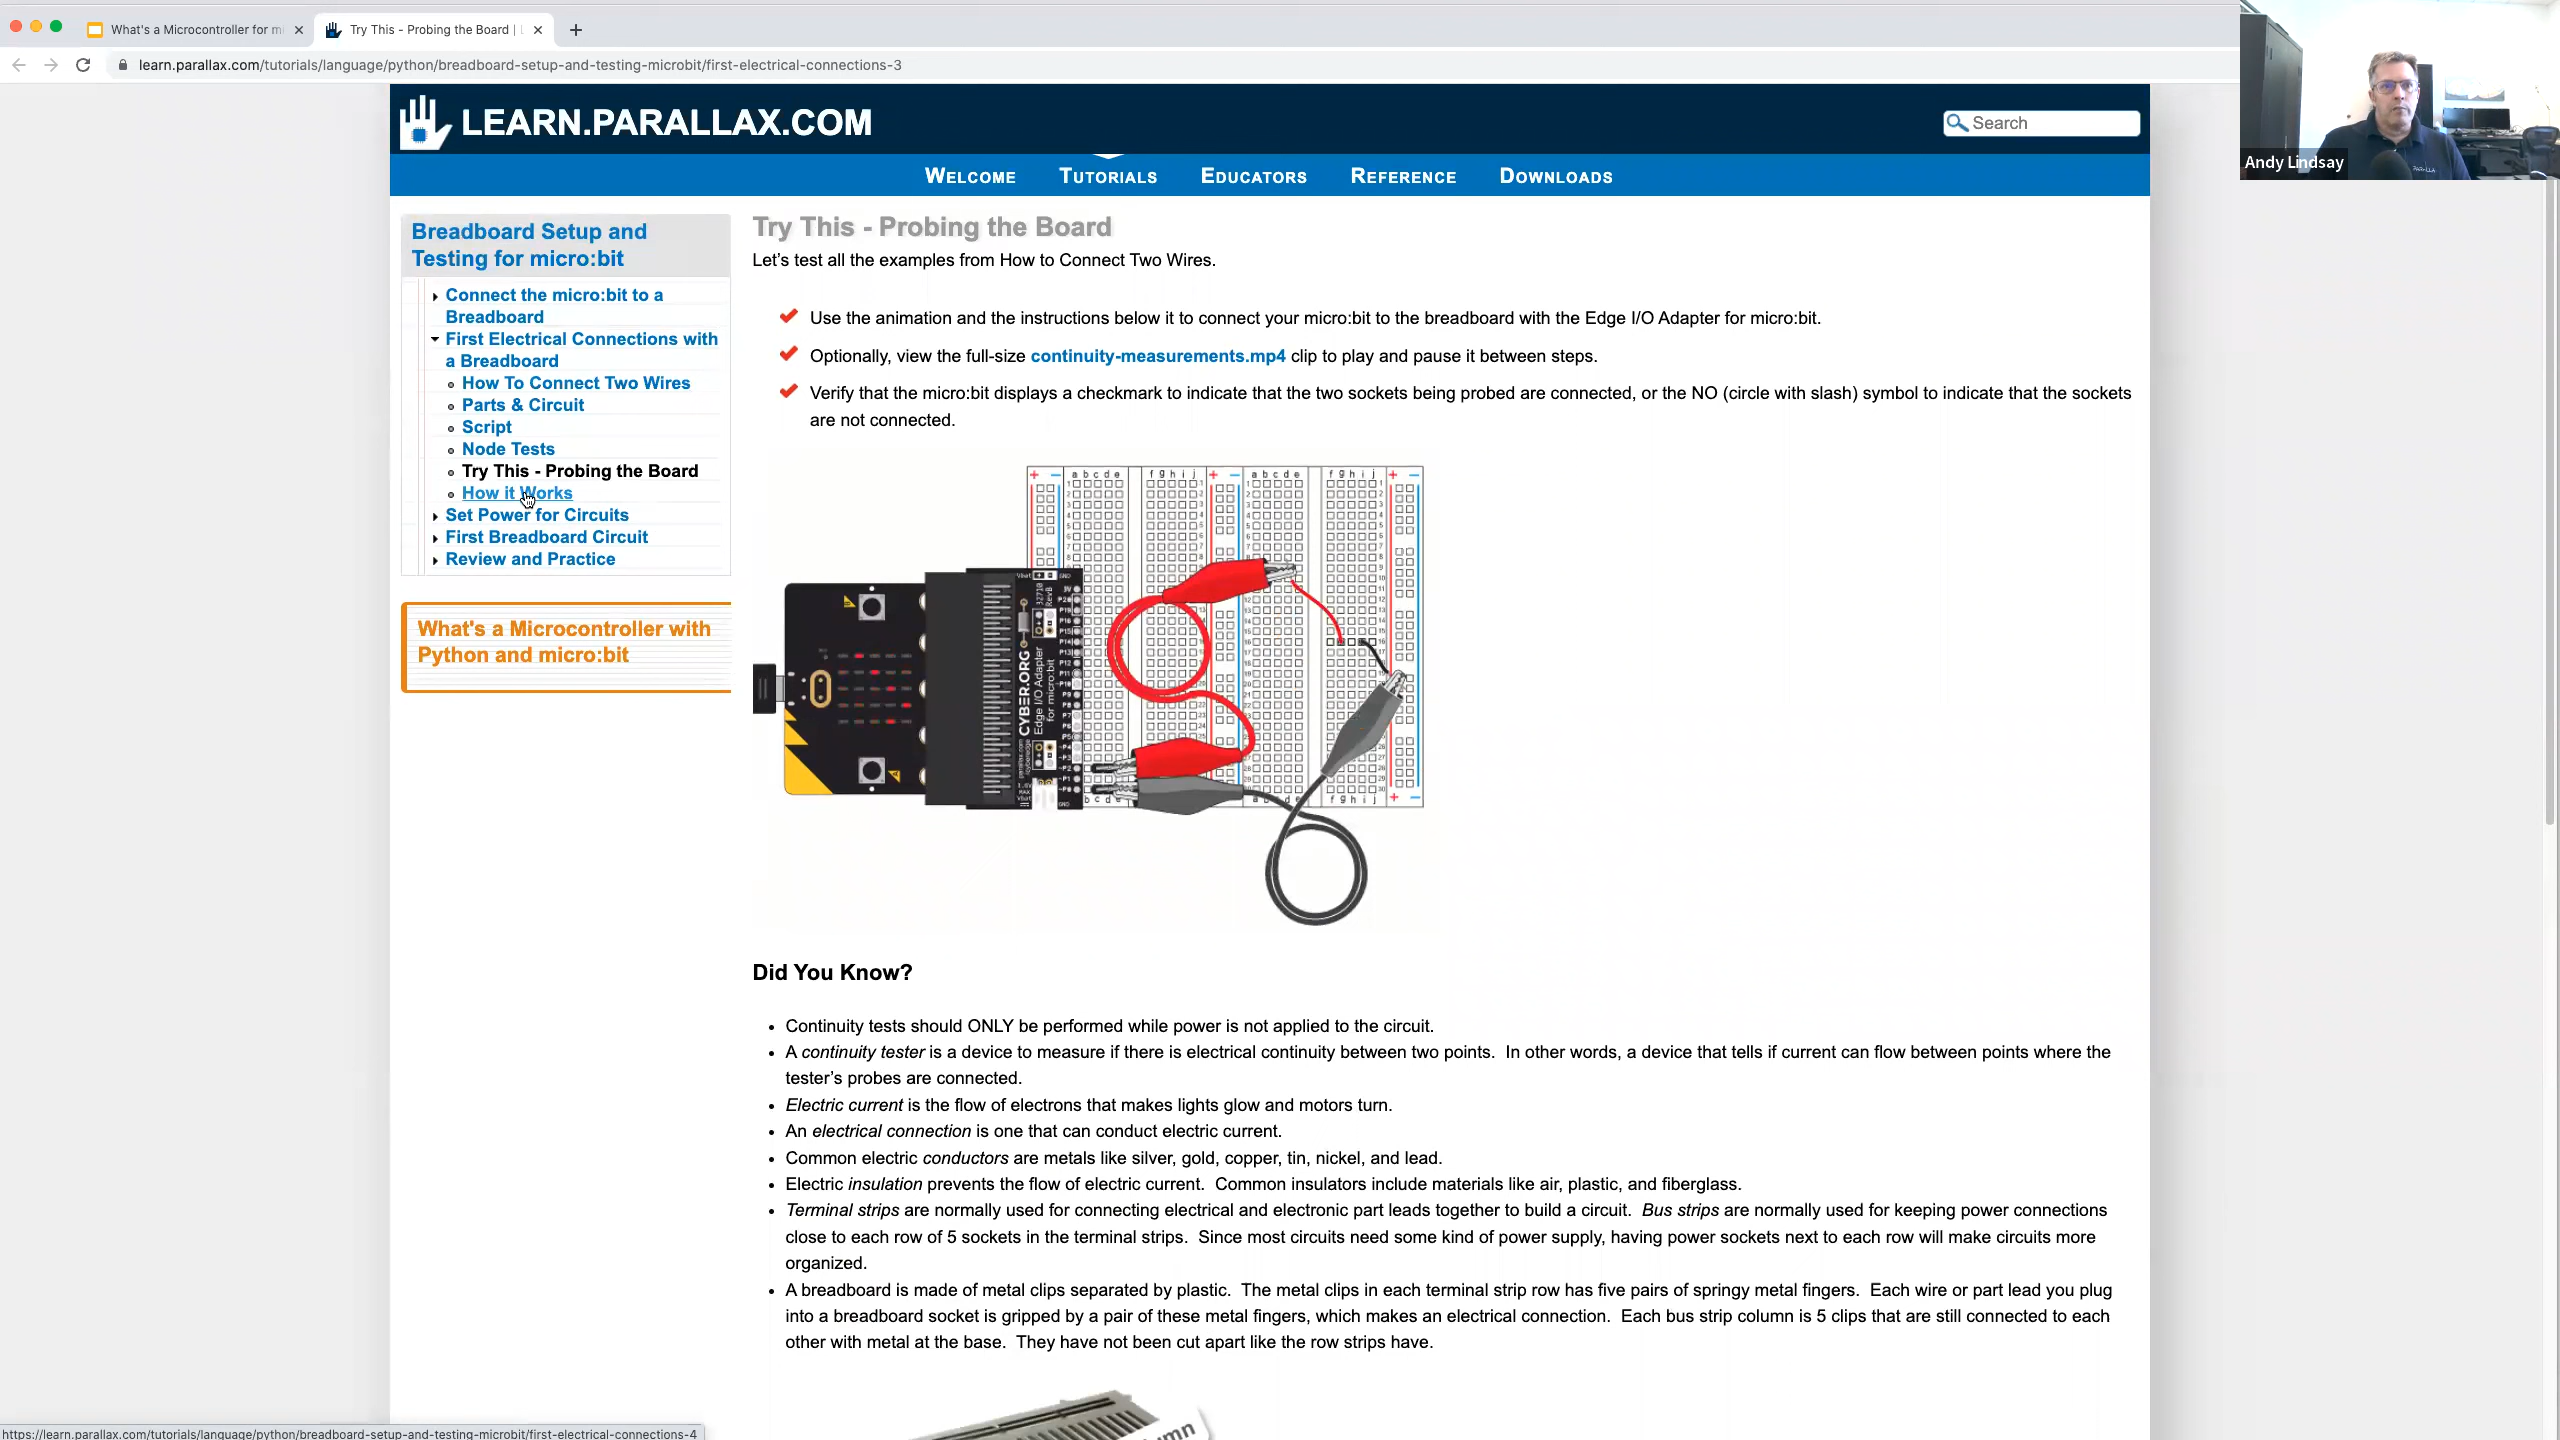 What's a Microcontroller for mi
Try This - Probing the Board |
learn.parallax.com/tutorials/language/python/breadboard-setup-and-testing-microbit/first-electrical-connections-3
Andy Lindsay
LEARN.PARALLAX.COM
Search
WELCOME TUTORIALS EDUCATORS REFERENCE DOWNLOADS
Breadboard Setup and
Testing for micro:bit
Connect the micro:bit to a
Breadboard
First Electrical Connections with
a Breadboard
How To Connect Two Wires
Parts & Circuit
Script
Node Tests
Try This - Probing the Board
How it Works
Set Power for Circuits
First Breadboard Circuit
Review and Practice
What's a Microcontroller with
Python and micro:bit
Try This - Probing the Board
Let’s test all the examples from How to Connect Two Wires.
Use the animation and the instructions below it to connect your micro:bit to the breadboard with the Edge I/O Adapter for micro:bit.
Optionally, view the full-size continuity-measurements.mp4 clip to play and pause it between steps.
Verify that the micro:bit displays a checkmark to indicate that the two sockets being probed are connected, or the NO (circle with slash) symbol to indicate that the sockets
are not connected.
+ − a b c d e f g h i j + − a b c d e f g h i j + −
CYBER.ORG
Edge I/O Adapter
for micro:bit
Did You Know?
Continuity tests should ONLY be performed while power is not applied to the circuit.
A continuity tester is a device to measure if there is electrical continuity between two points. In other words, a device that tells if current can flow between points where the
tester’s probes are connected.
Electric current is the flow of electrons that makes lights glow and motors turn.
An electrical connection is one that can conduct electric current.
Common electric conductors are metals like silver, gold, copper, tin, nickel, and lead.
Electric insulation prevents the flow of electric current. Common insulators include materials like air, plastic, and fiberglass.
Terminal strips are normally used for connecting electrical and electronic part leads together to build a circuit. Bus strips are normally used for keeping power connections
close to each row of 5 sockets in the terminal strips. Since most circuits need some kind of power supply, having power sockets next to each row will make circuits more
organized.
A breadboard is made of metal clips separated by plastic. The metal clips in each terminal strip row has five pairs of springy metal fingers. Each wire or part lead you plug
into a breadboard socket is gripped by a pair of these metal fingers, which makes an electrical connection. Each bus strip column is 5 clips that are still connected to each
other with metal at the base. They have not been cut apart like the row strips have.
https://learn.parallax.com/tutorials/language/python/breadboard-setup-and-testing-microbit/first-electrical-connections-4